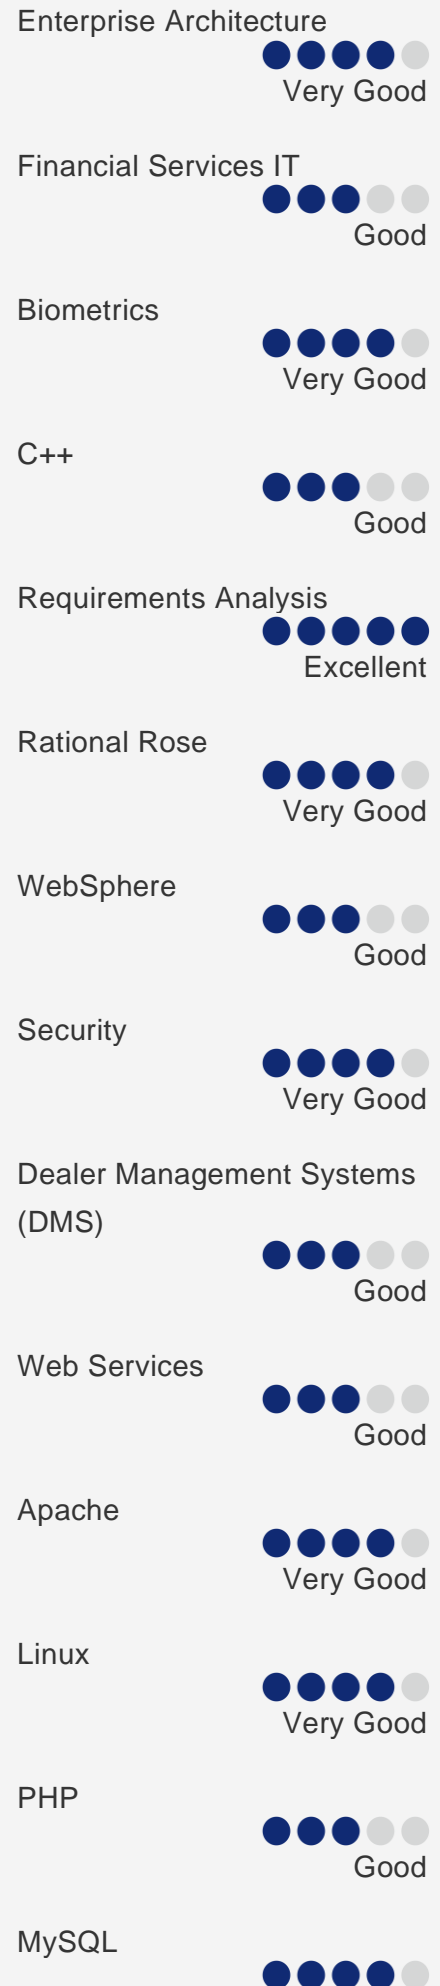 Enterprise Architecture
Very Good
Financial Services IT
Good
Biometrics
Very Good
C++
Good
Requirements Analysis
Excellent
Rational Rose
Very Good
WebSphere
Good
Security
Very Good
Dealer Management Systems
(DMS)
Good
Web Services
Good
Apache
Very Good
Linux
Very Good
PHP
Good
MySQL